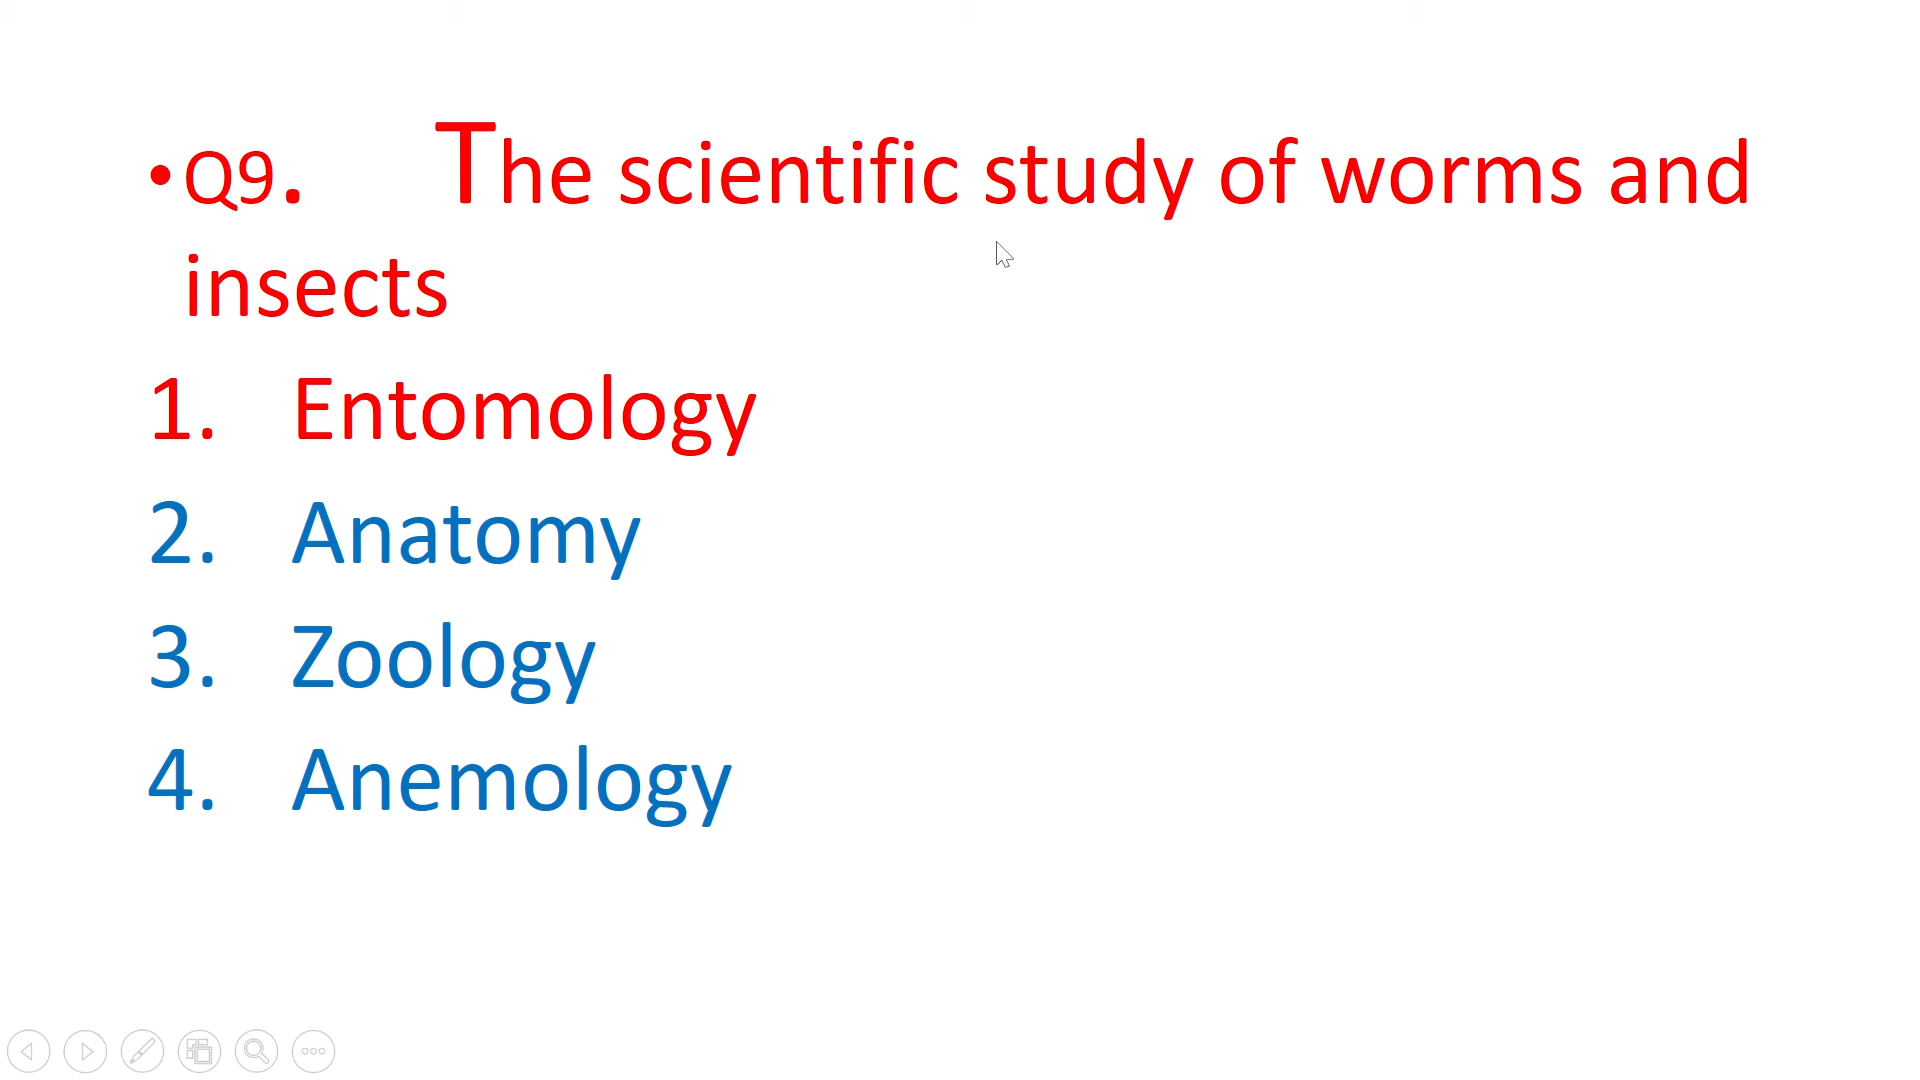 •Q9. The scientific study of worms and
insects
1. Entomology
2. Anatomy
3. Zoology
4. Anemology